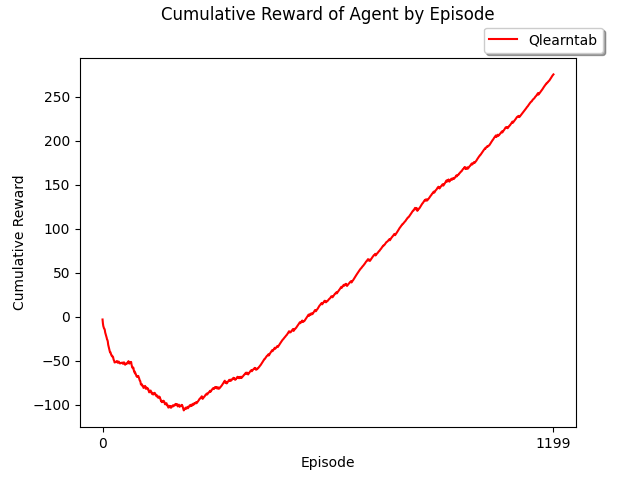 Cumulative Reward of Agent by Episode
Qlearntab
250
200
150
100
50
0
−50
−100
Cumulative Reward
0 1199
Episode